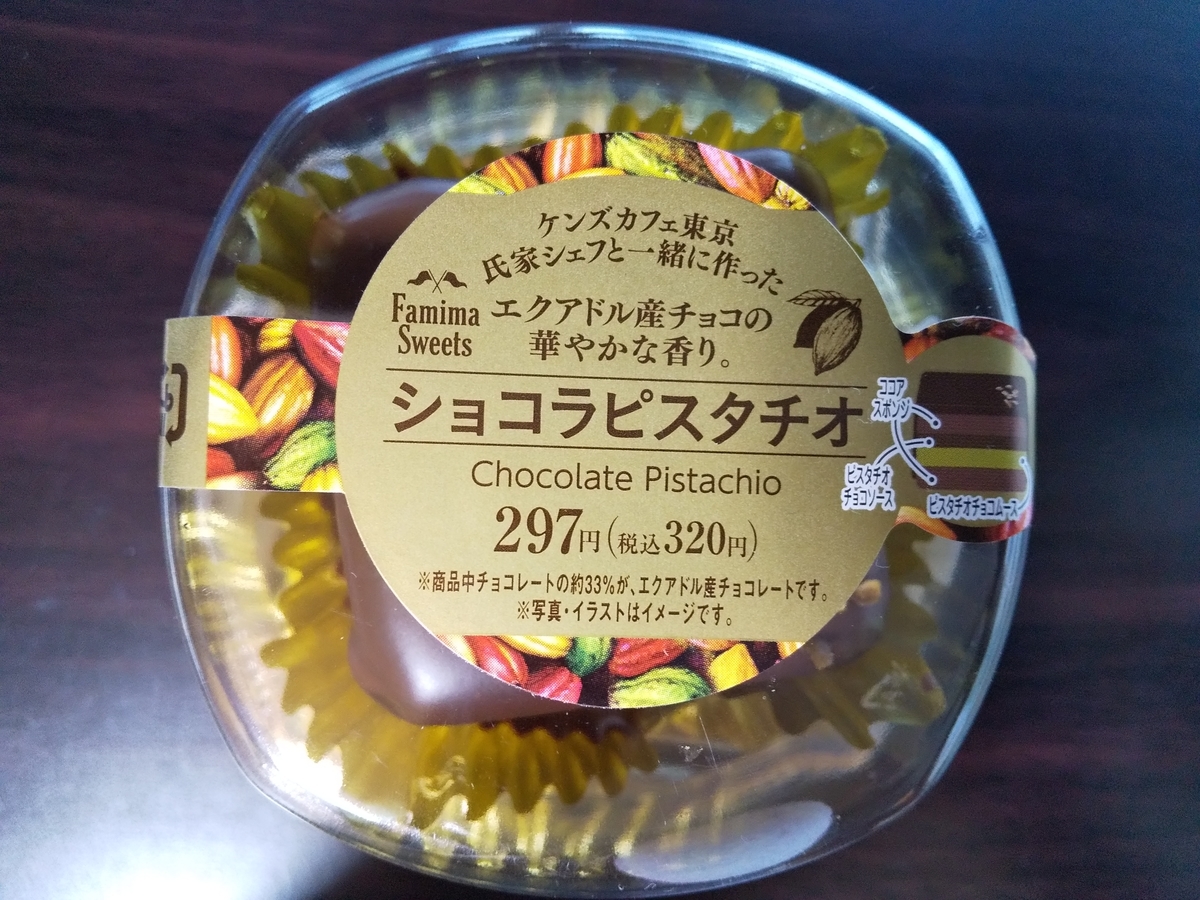 ケンズカフェ東京
氏家シェフと一緒に作った
Famima
Sweets
エクアドル産チョコの
華やかな香り。
ショコラピスタチオ
Chocolate Pistachio
297円(税込320円)
※商品中チョコレートの約33%が、エクアドル産チョコレートです。
※写真・イラストはイメージです。
ココア
スポンジ
ピスタチオ
チョコソース
ピスタチオチョコムース